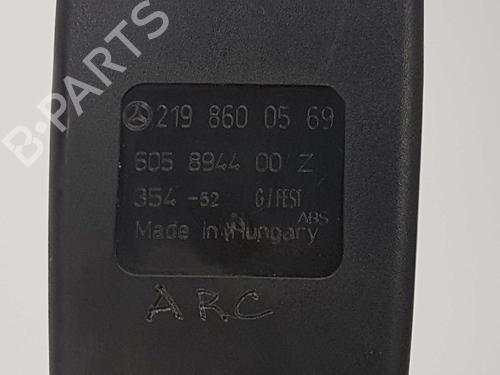 B-PARTS
219 860 05 69
605 8944 00 Z
354 -52 G/FEST
ABS
Made in Hungary
ARC